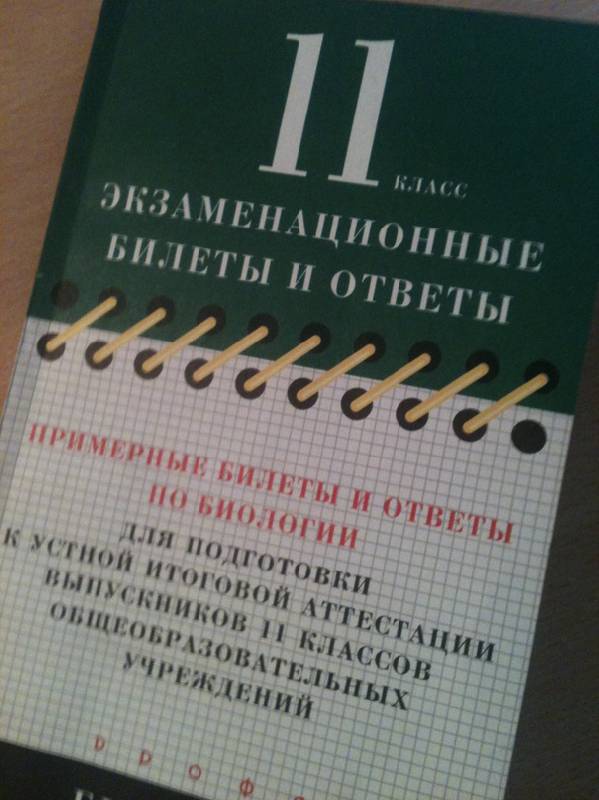 11
КЛАСС
ЭКЗАМЕНАЦИОННЫЕ
БИЛЕТЫ И ОТВЕТЫ
ПРИМЕРНЫЕ БИЛЕТЫ И ОТВЕТЫ
ПО БИОЛОГИИ
ДЛЯ ПОДГОТОВКИ
К УСТНОЙ ИТОГОВОЙ АТТЕСТАЦИИ
ВЫПУСКНИКОВ 11 КЛАССОВ
ОБЩЕОБРАЗОВАТЕЛЬНЫХ
УЧРЕЖДЕНИЙ